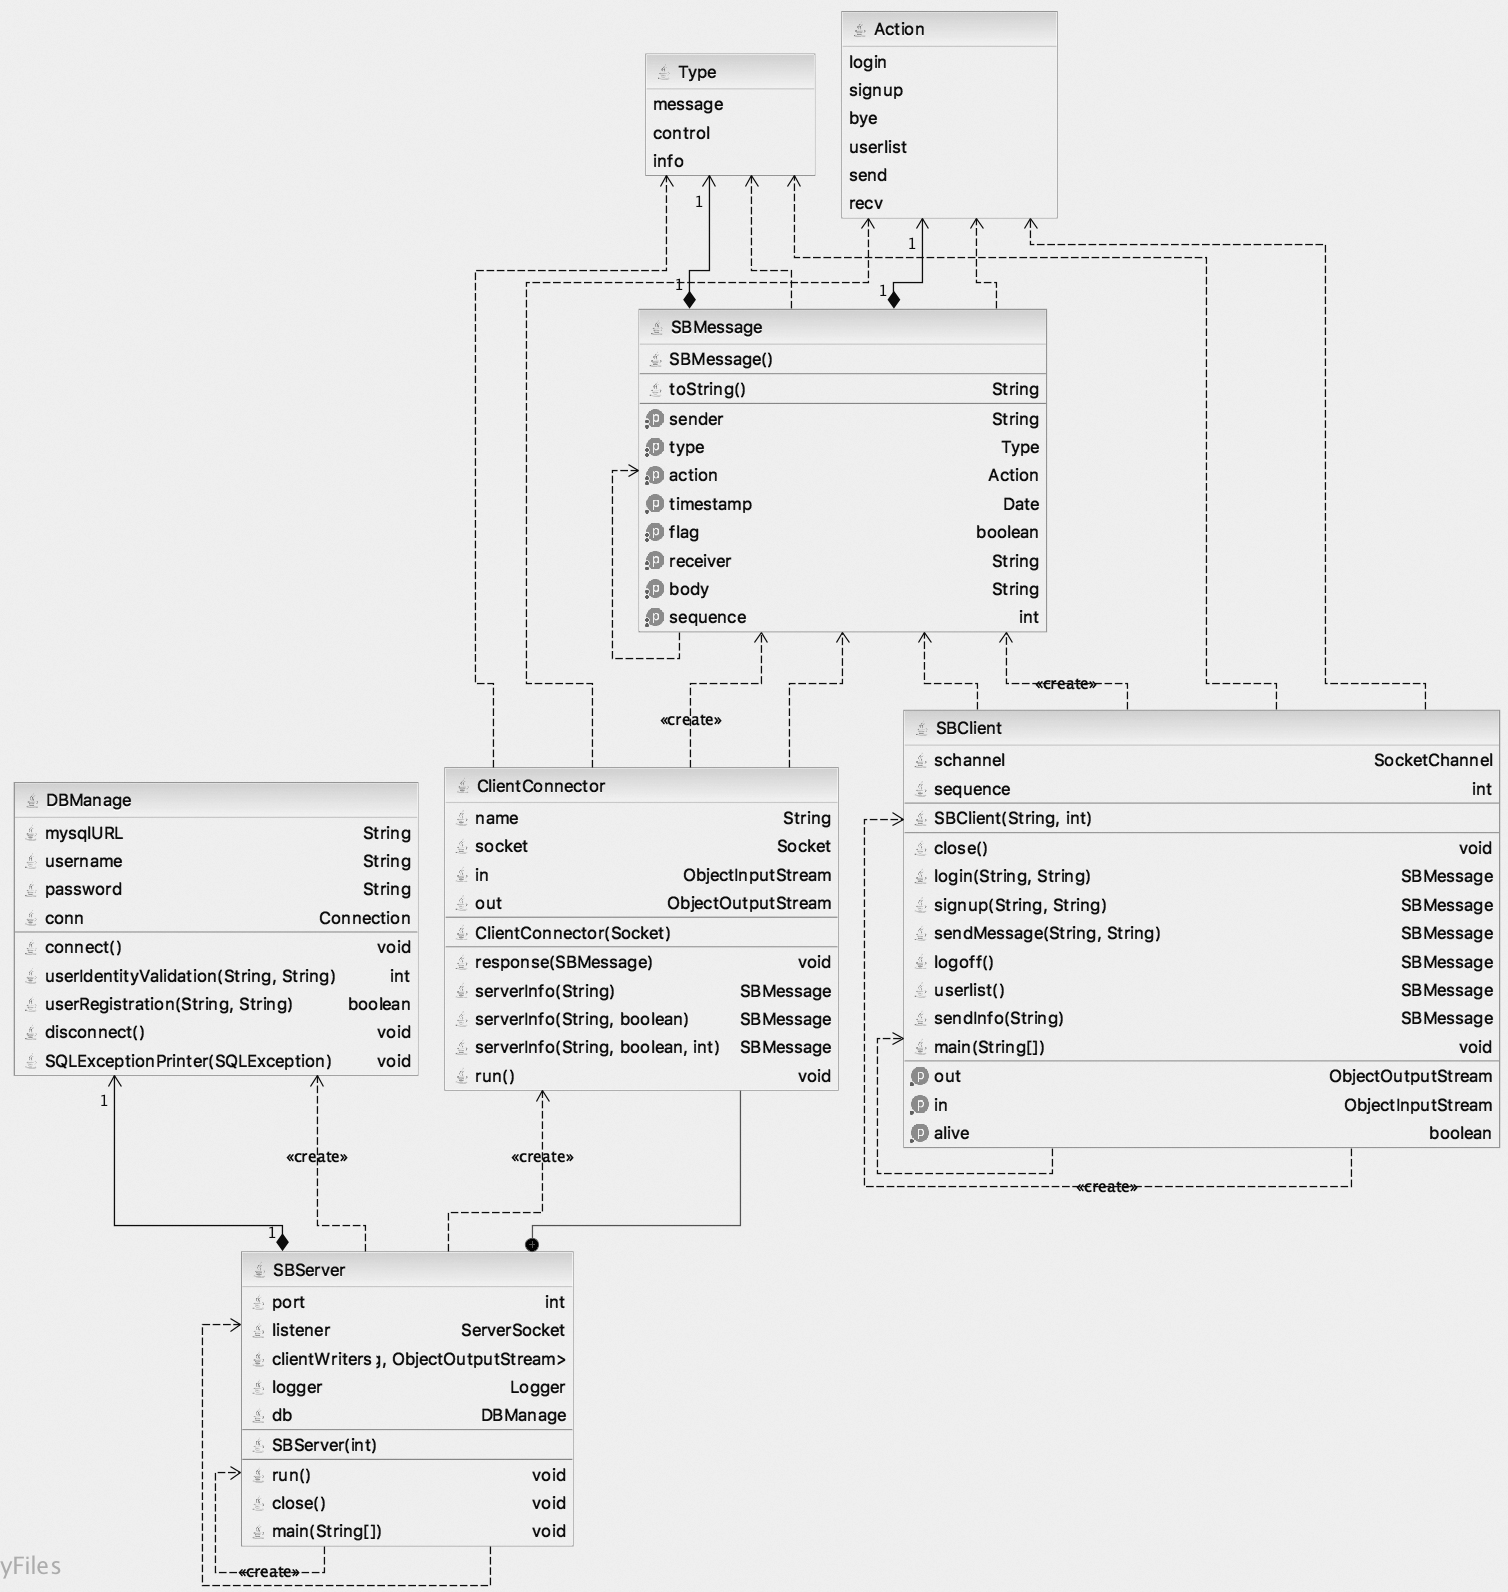 Action
login
signup
bye
userlist
send
recv
Type
message
control
info
1
1
1
1
SBMessage
SBMessage()
toString() String
sender String
type Type
action Action
timestamp Date
flag boolean
receiver String
body String
sequence int
«create»
«create»
SBClient
schannel SocketChannel
sequence int
SBClient(String, int)
close() void
login(String, String) SBMessage
signup(String, String) SBMessage
sendMessage(String, String) SBMessage
logoff() SBMessage
userlist() SBMessage
sendInfo(String) SBMessage
main(String[]) void
out ObjectOutputStream
in ObjectInputStream
alive boolean
«create»
ClientConnector
name String
socket Socket
in ObjectInputStream
out ObjectOutputStream
ClientConnector(Socket)
response(SBMessage) void
serverInfo(String) SBMessage
serverInfo(String, boolean) SBMessage
serverInfo(String, boolean, int) SBMessage
run() void
DBManage
mysqlURL String
username String
password String
conn Connection
connect() void
userIdentityValidation(String, String) int
userRegistration(String, String) boolean
disconnect() void
SQLExceptionPrinter(SQLException) void
1
«create»
«create»
1
SBServer
port int
listener ServerSocket
clientWriters , ObjectOutputStream>
logger Logger
db DBManage
SBServer(int)
run() void
close() void
main(String[]) void
«create»
yFiles